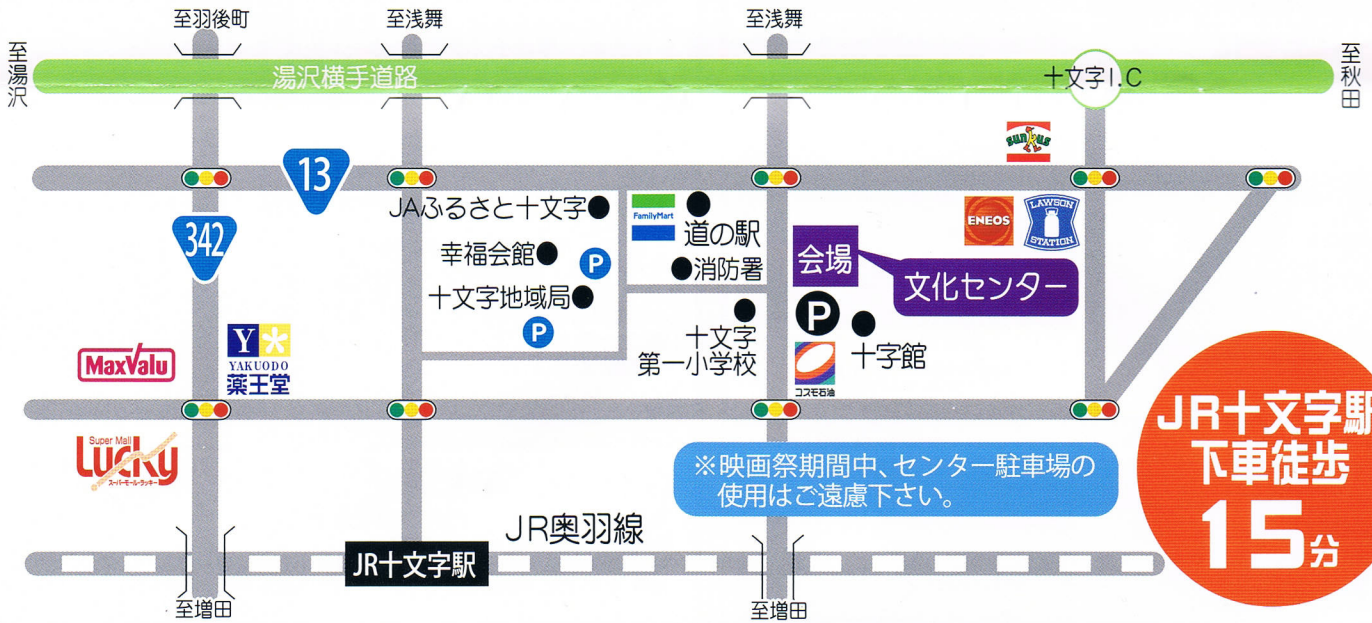 至羽後町
至浅舞
至浅舞
至湯沢
湯沢横手道路
十文字I.C
至秋田
sunkus
13
342
JAふるさと十文字
FamilyMart
道の駅
ENEOS
LAWSON
STATION
幸福会館
P
消防署
会場
文化センター
十文字地域局
P
P
十文字
第一小学校
十字館
コスモ石油
MaxValu
Y
YAKUODO
薬王堂
Super Mall
Lucky
スーパーモール・ラッキー
※映画祭期間中、センター駐車場の
使用はご遠慮下さい。
JR十文字駅
下車徒歩
15分
JR奥羽線
JR十文字駅
至増田
至増田